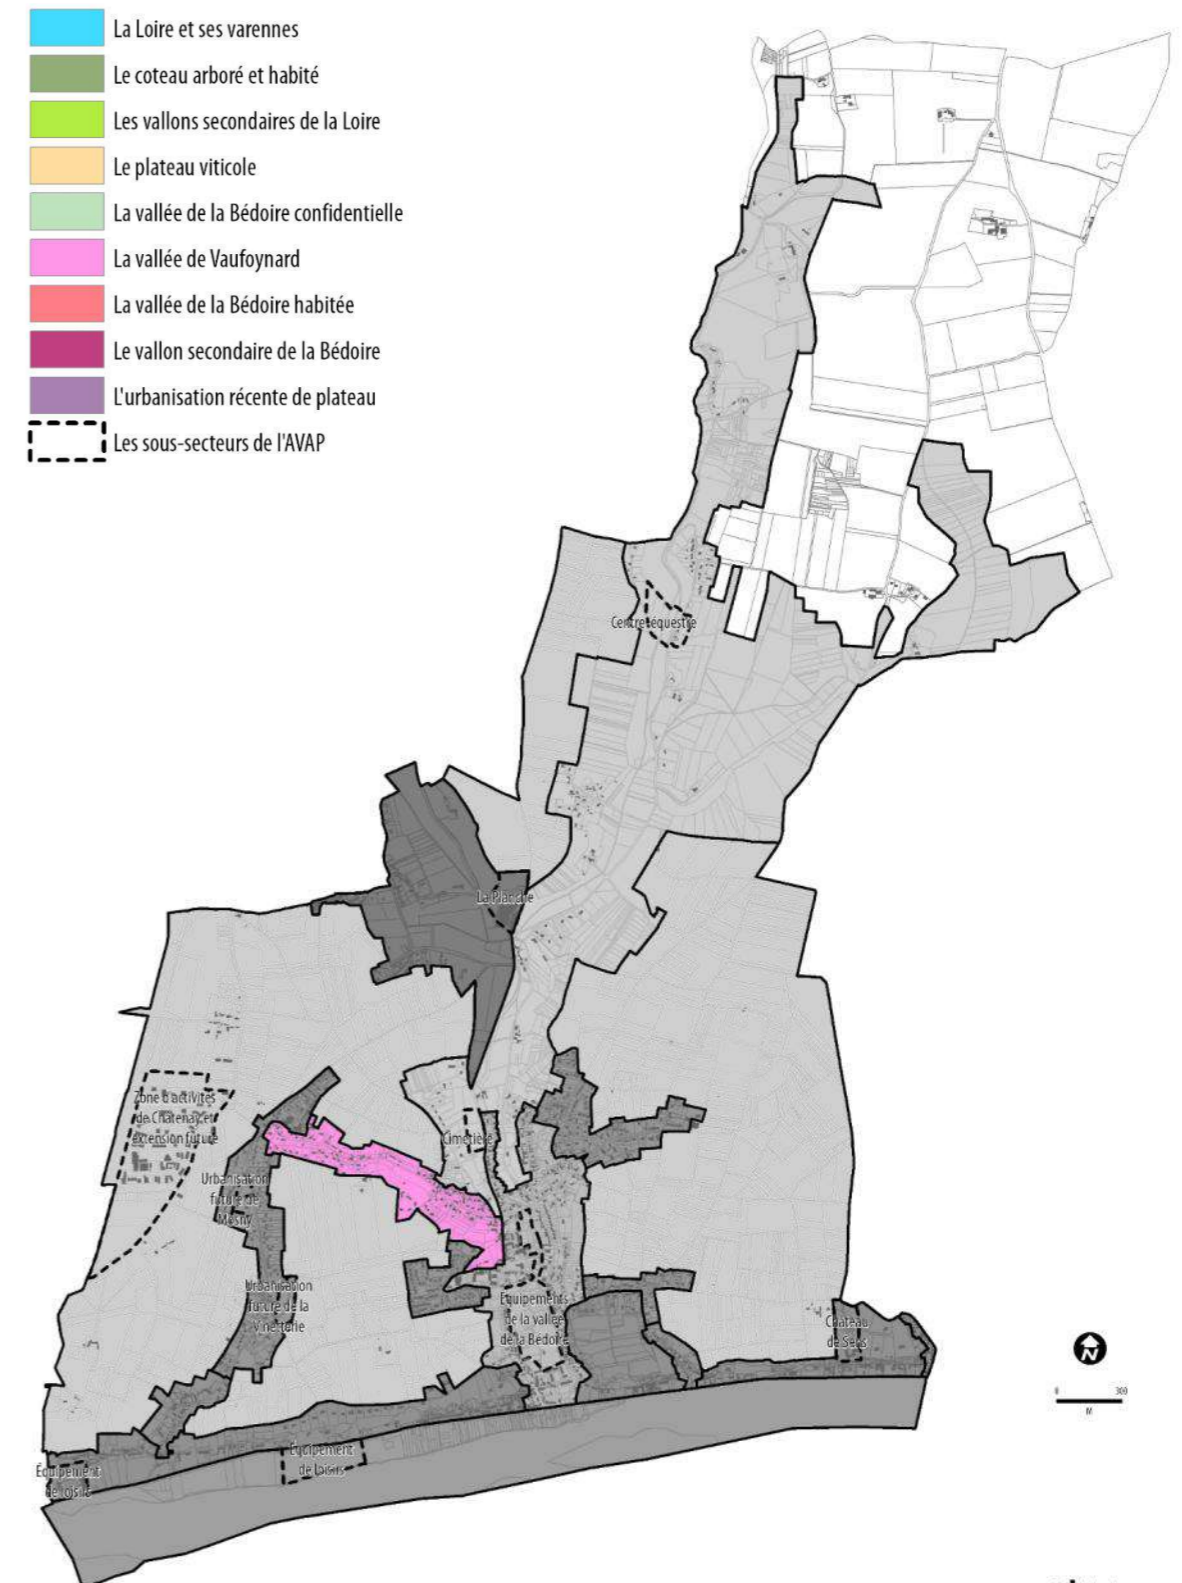 La Loire et ses varennes
Le coteau arboré et habité
Les vallons secondaires de la Loire
Le plateau viticole
La vallée de la Bédoire confidentielle
La vallée de Vaufoynard
La vallée de la Bédoire habitée
Le vallon secondaire de la Bédoire
L'urbanisation récente de plateau
Les sous-secteurs de l'AVAP
Centre équestre
La Planche
Zone d'activités
de Châtenay et
extension future
Cimetière
Urbanisation
future de
Mosny
Urbanisation
future de la
Vinetterie
Équipements
de la vallée
de la Bédoire
Château
de Sens
N
0 300
M
Équipement
de loisirs
Équipement
de loisirs